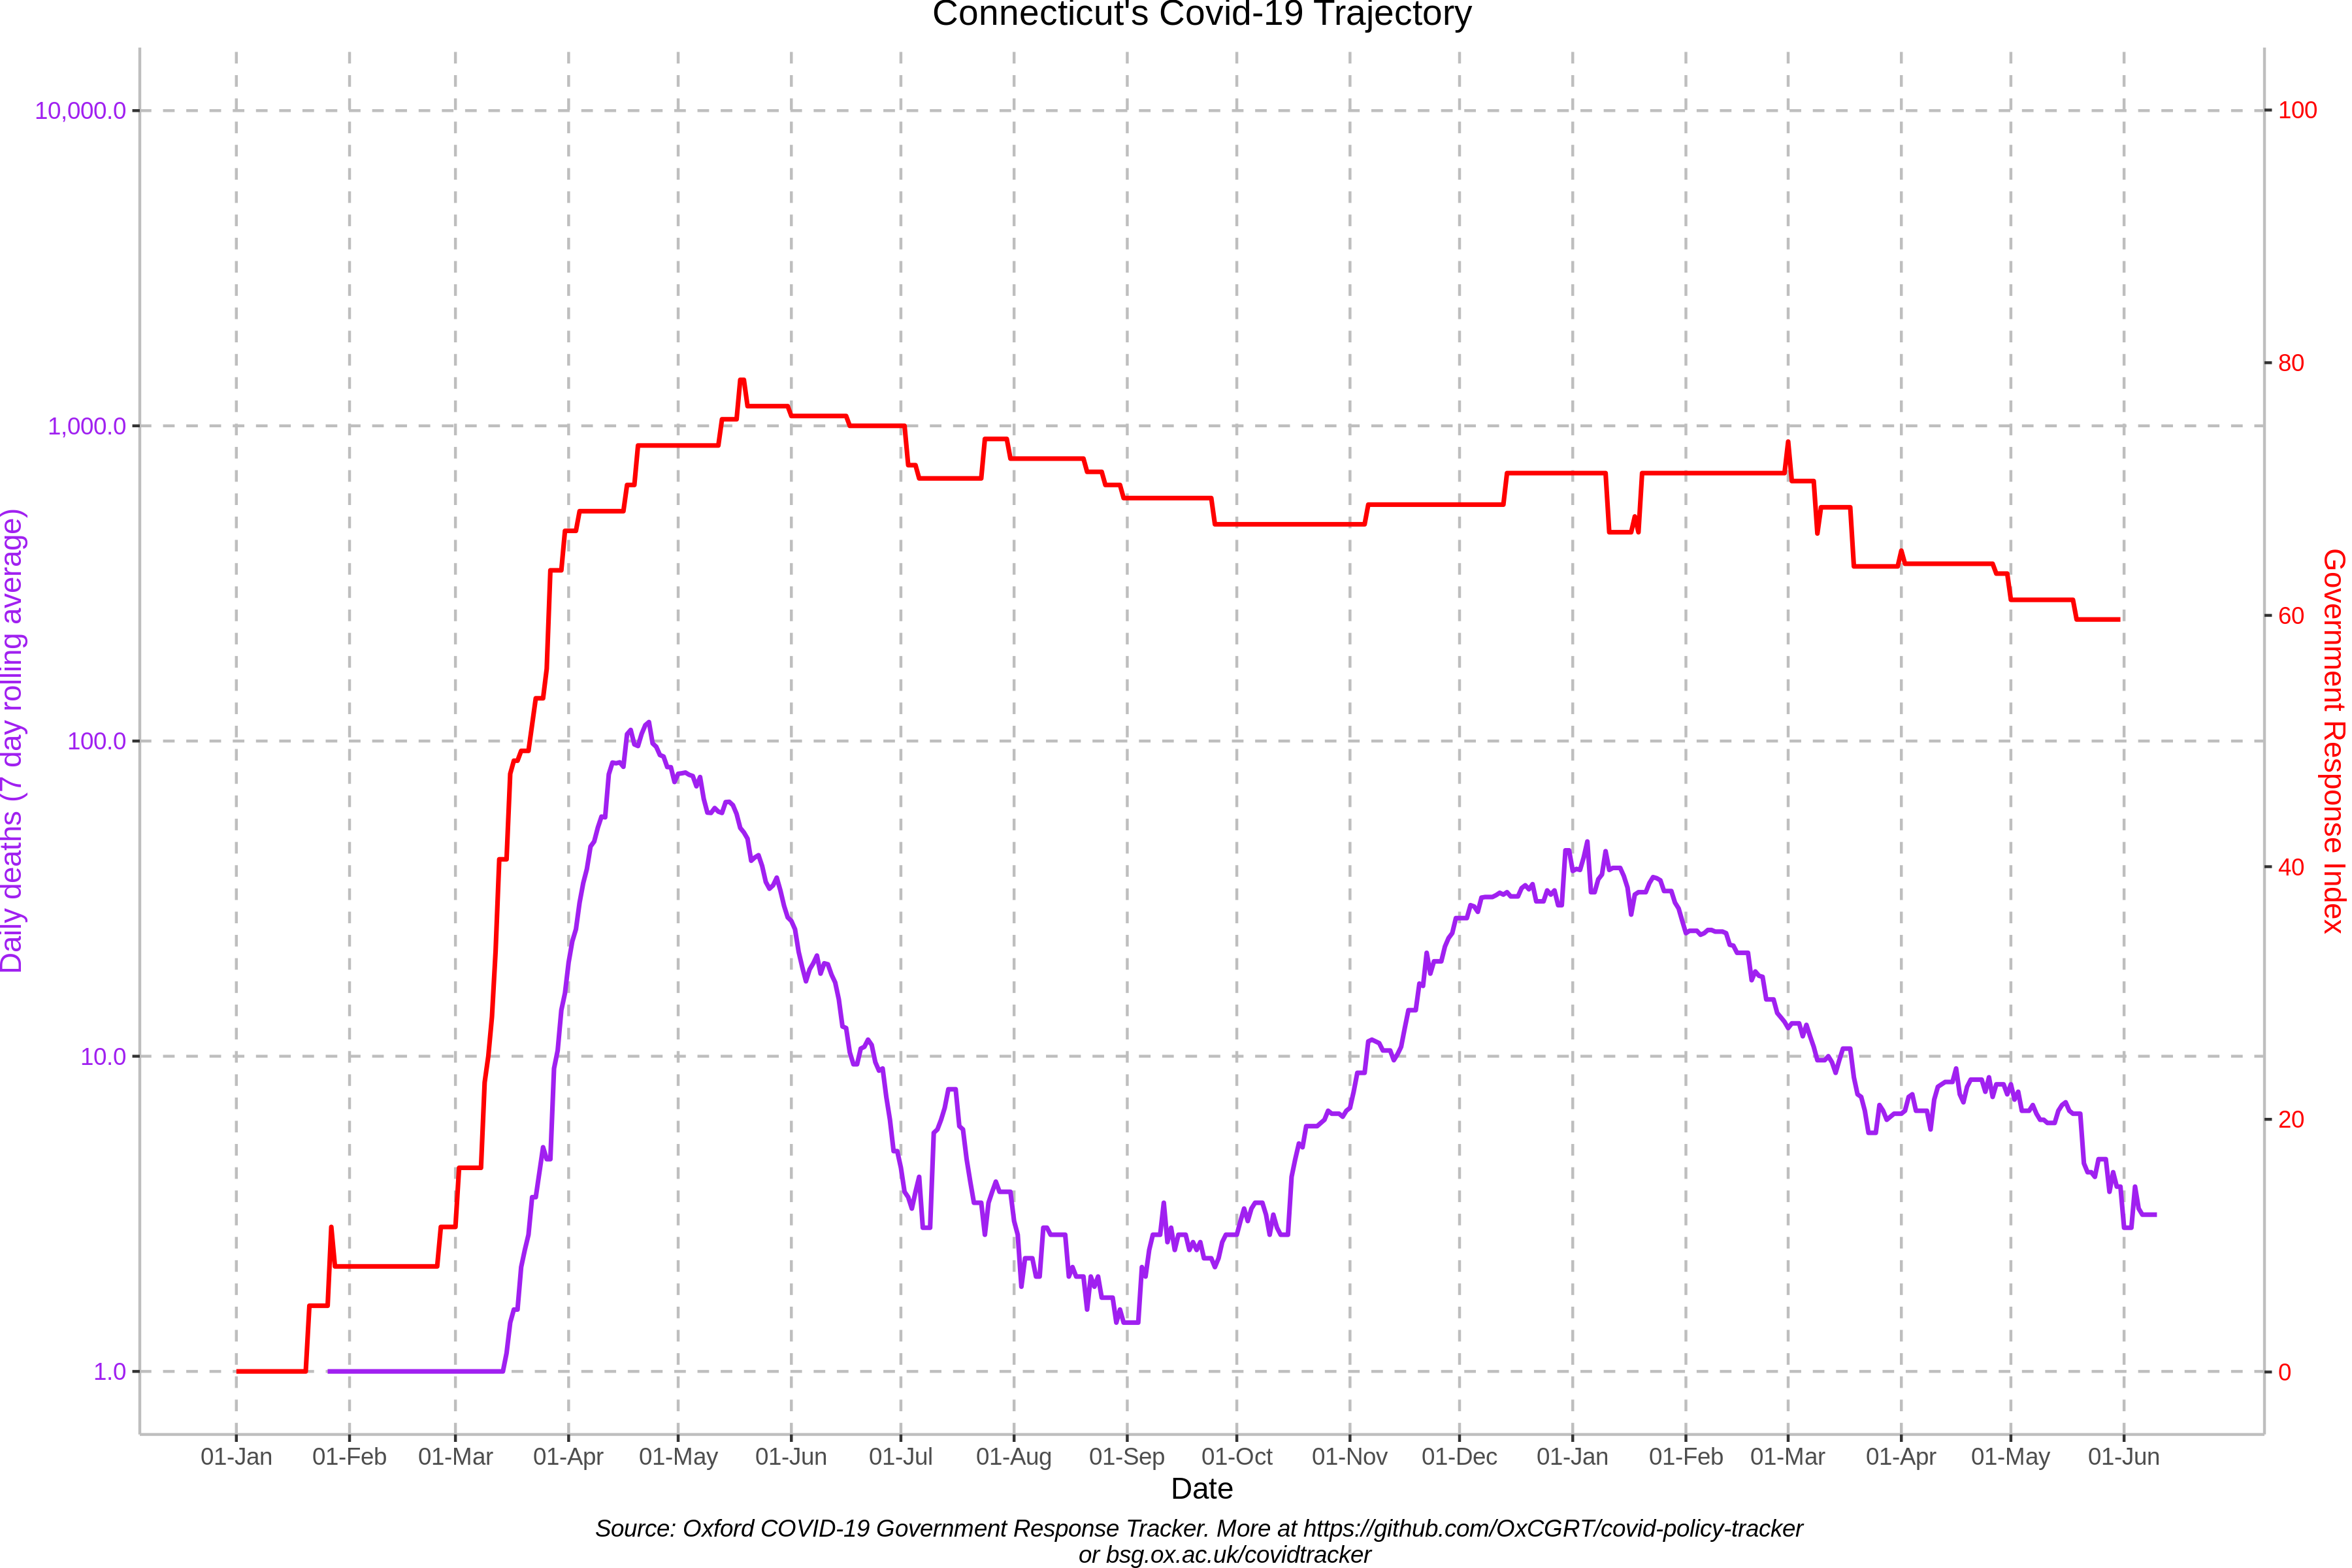 Connecticut's Covid-19 Trajectory
10,000.0
1,000.0
100.0
10.0
1.0
Daily deaths (7 day rolling average)
100
80
60
40
20
0
Government Response Index
01-Jan 01-Feb 01-Mar 01-Apr 01-May 01-Jun 01-Jul 01-Aug 01-Sep 01-Oct 01-Nov 01-Dec 01-Jan 01-Feb 01-Mar 01-Apr 01-May 01-Jun
Date
Source: Oxford COVID-19 Government Response Tracker. More at https://github.com/OxCGRT/covid-policy-tracker
or bsg.ox.ac.uk/covidtracker